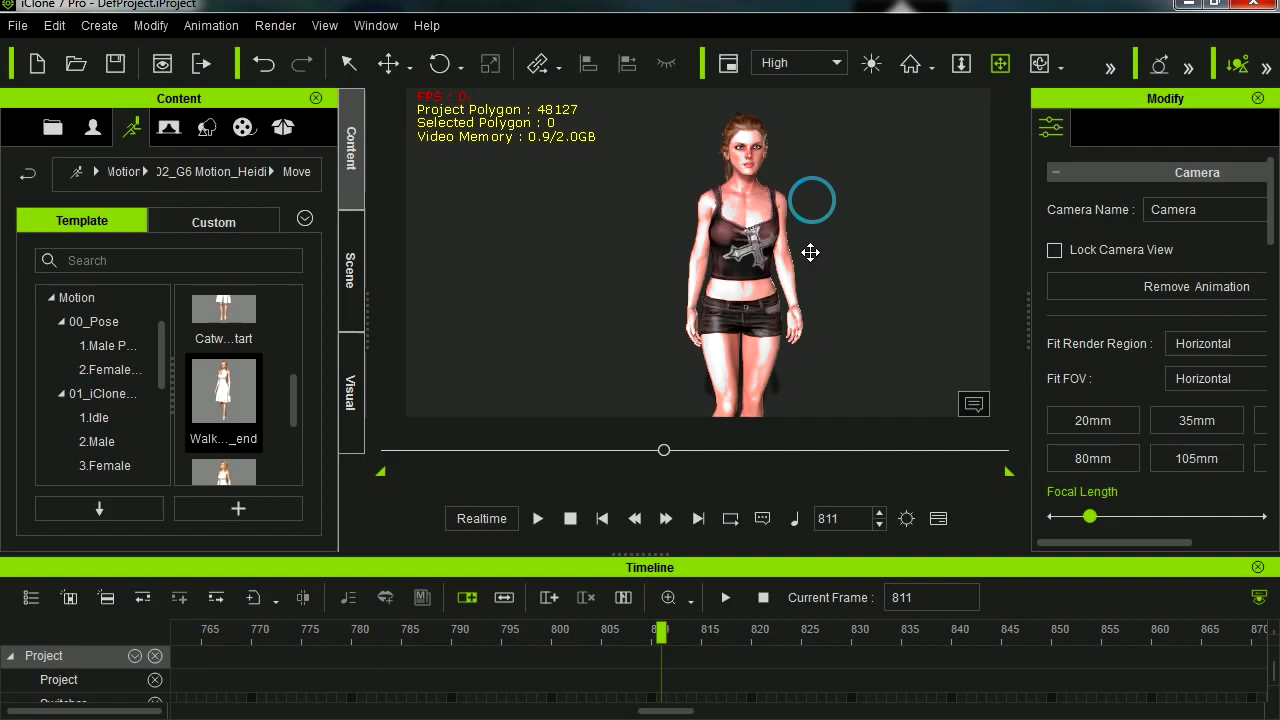 iClone 7 Pro - DefProject.iProject
File Edit Create Modify Animation Render View Window Help
High
Content
Modify
FPS : 0
Project Polygon : 48127
Selected Polygon : 0
Video Memory : 0.9/2.0GB
Motion 02_G6 Motion_Heidi Move
Template Custom
Search
Motion
00_Pose
1.Male P...
2.Female...
01_iClone...
1.Idle
2.Male
3.Female
Catw...tart
Walk..._end
Content
Scene
Visual
Camera
Camera Name : Camera
Lock Camera View
Remove Animation
Fit Render Region : Horizontal
Fit FOV : Horizontal
20mm 35mm
80mm 105mm
Focal Length
Realtime 811
Timeline
Current Frame : 811
765 770 775 780 785 790 795 800 805 815 820 825 830 835 840 845 850 855 860 865 870
Project
Project
Switcher